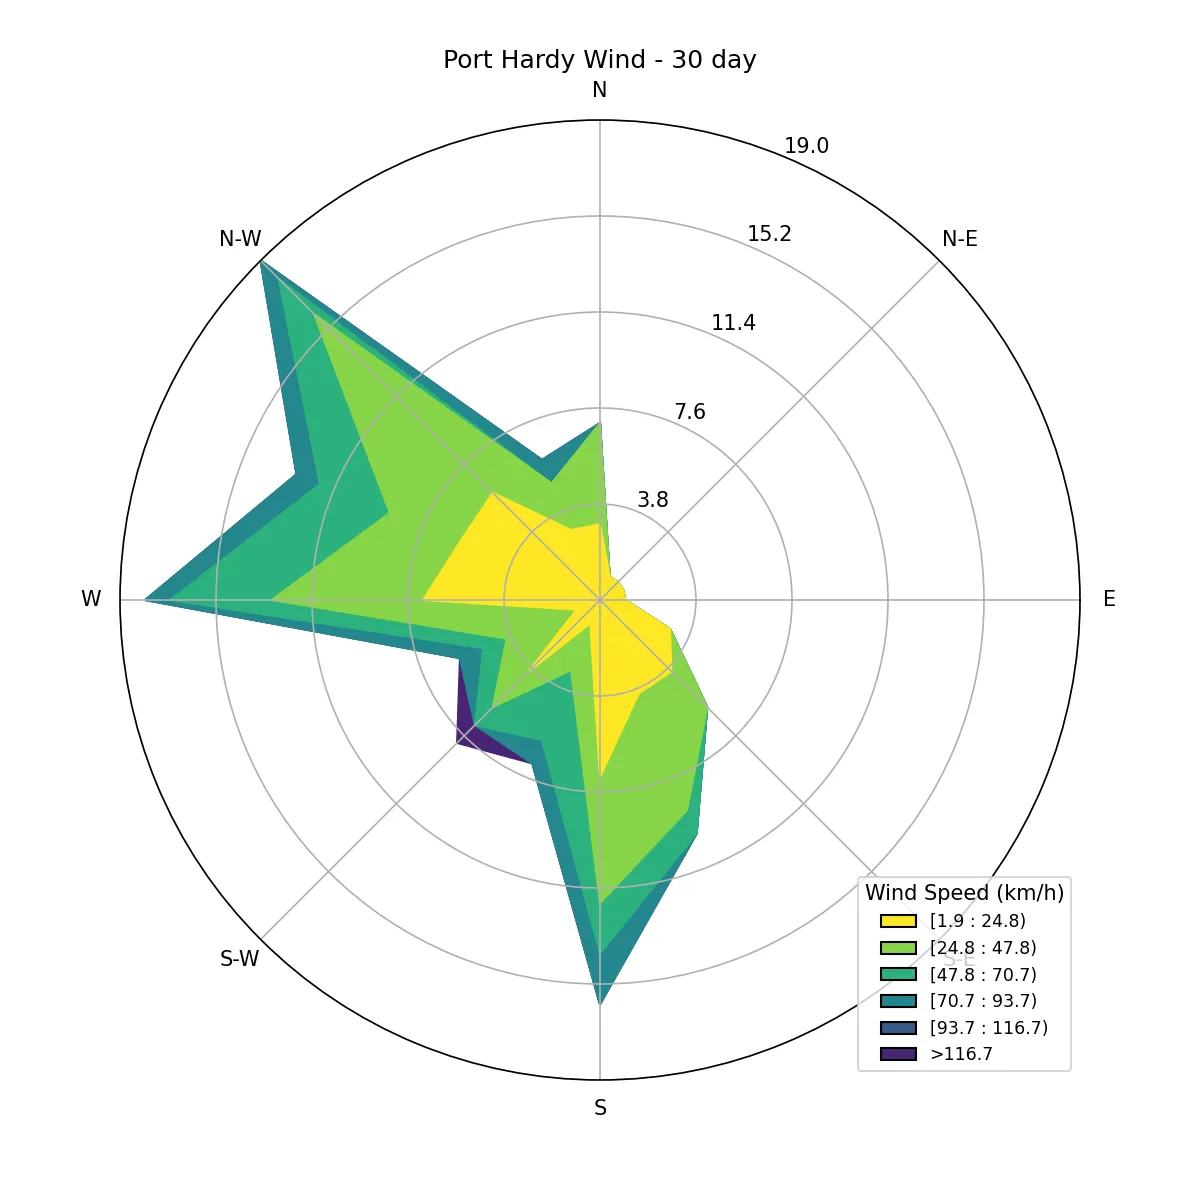 Port Hardy Wind - 30 day
N
19.0
15.2
N-W
N-E
11.4
7.6
3.8
W
E
S-W
S-E
Wind Speed (km/h)
[1.9 : 24.8)
[24.8 : 47.8)
[47.8 : 70.7)
[70.7 : 93.7)
[93.7 : 116.7)
>116.7
S